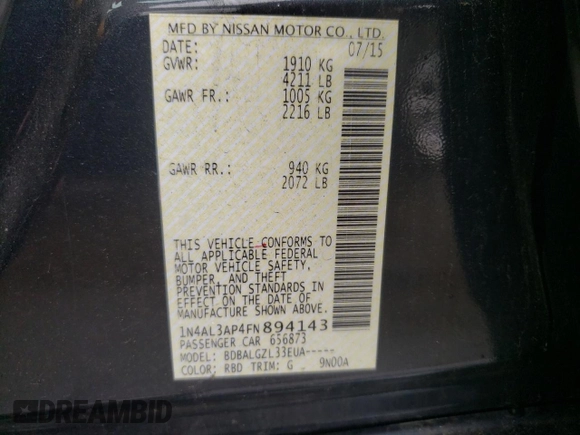 MFD BY NISSAN MOTOR CO., LTD.
DATE: 07/15
GVWR: 1910 KG
4211 LB
GAWR FR.: 1005 KG
2216 LB
GAWR RR.: 940 KG
2072 LB
THIS VEHICLE CONFORMS TO
ALL APPLICABLE FEDERAL
MOTOR VEHICLE SAFETY,
BUMPER, AND THEFT
PREVENTION STANDARDS IN
EFFECT ON THE DATE OF
MANUFACTURE SHOWN ABOVE.
1N4AL3AP4FN894143
PASSENGER CAR 656873
MODEL: BDBALGZL33EUA-----
COLOR: RBD TRIM: G 9N00A
DREAMBID